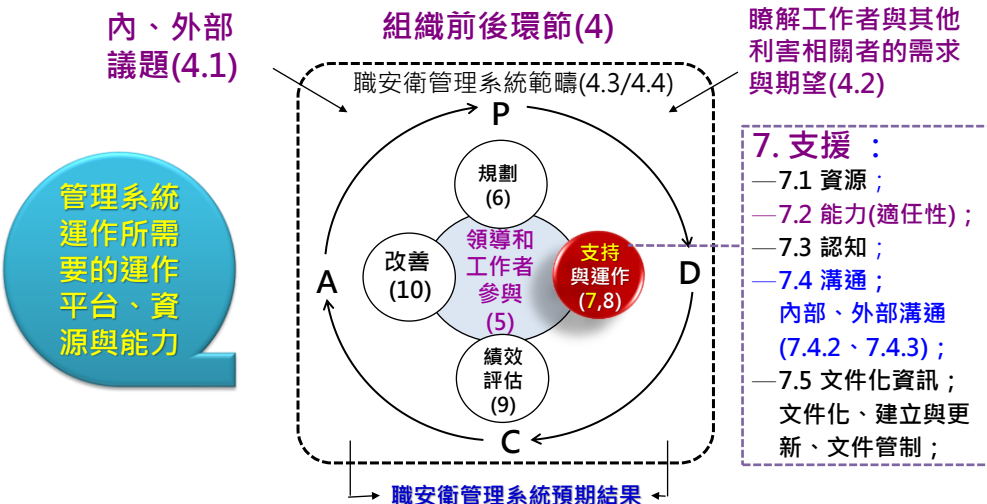 內、外部
議題(4.1)
組織前後環節(4)
瞭解工作者與其他
利害相關者的需求
與期望(4.2)
職安衛管理系統範疇(4.3/4.4)
P
規劃
(6)
管理系統
運作所需
要的運作
平台、資
源與能力
A
改善
(10)
領導和
工作者
參與
(5)
支持
與運作
(7,8)
D
績效
評估
(9)
C
職安衛管理系統預期結果
7. 支援：
—7.1 資源；
—7.2 能力(適任性)；
—7.3 認知；
—7.4 溝通；
內部、外部溝通
(7.4.2、7.4.3)；
—7.5 文件化資訊；
文件化、建立與更
新、文件管制；